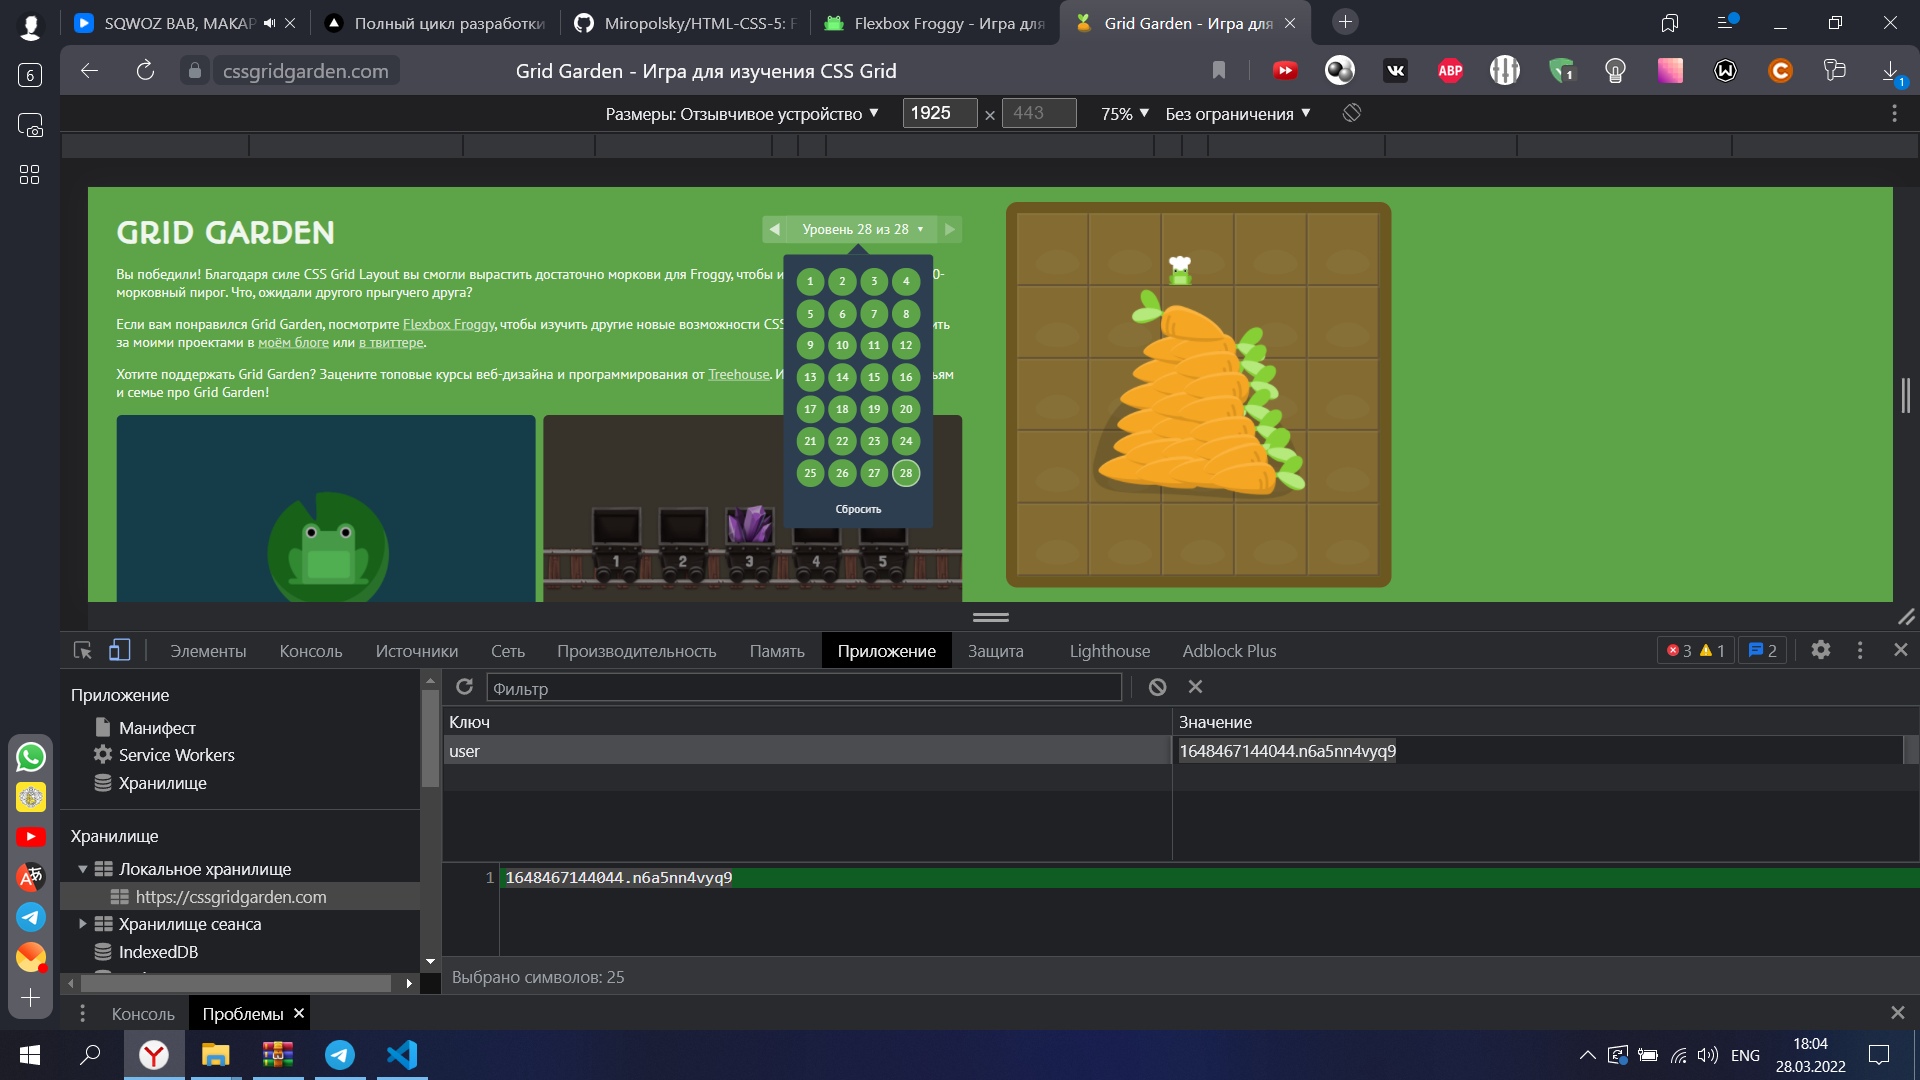 SQWOZ BAB, МАКАР
Полный цикл разработки
Miropolsky/HTML-CSS-5: F
Flexbox Froggy - Игра для
Grid Garden - Игра для
6
cssgridgarden.com
Grid Garden - Игра для изучения CSS Grid
ABP
1
1
Размеры: Отзывчивое устройство ▼
1925 × 443
75% ▼
Без ограничения ▼
GRID GARDEN
Уровень 28 из 28
Вы победили! Благодаря силе CSS Grid Layout вы смогли вырастить достаточно моркови для Froggy, чтобы и
0-
морковный пирог. Что, ожидали другого прыгучего друга?
Если вам понравился Grid Garden, посмотрите Flexbox Froggy, чтобы изучить другие новые возможности CSS
ить
за моими проектами в моём блоге или в твиттере.
Хотите поддержать Grid Garden? Зацените топовые курсы веб-дизайна и программирования от Treehouse. И
ьям
и семье про Grid Garden!
1 2 3 4
5 6 7 8
9 10 11 12
13 14 15 16
17 18 19 20
21 22 23 24
25 26 27 28
Сбросить
1 2 3 4 5
Элементы
Консоль
Источники
Сеть
Производительность
Память
Приложение
Защита
Lighthouse
Adblock Plus
3 1
2
Приложение
Манифест
Service Workers
Хранилище
Хранилище
Локальное хранилище
https://cssgridgarden.com
Хранилище сеанса
IndexedDB
Фильтр
Ключ
Значение
user
1648467144044.n6a5nn4vyq9
1 1648467144044.n6a5nn4vyq9
Выбрано символов: 25
Консоль
Проблемы
ENG
18:04
28.03.2022